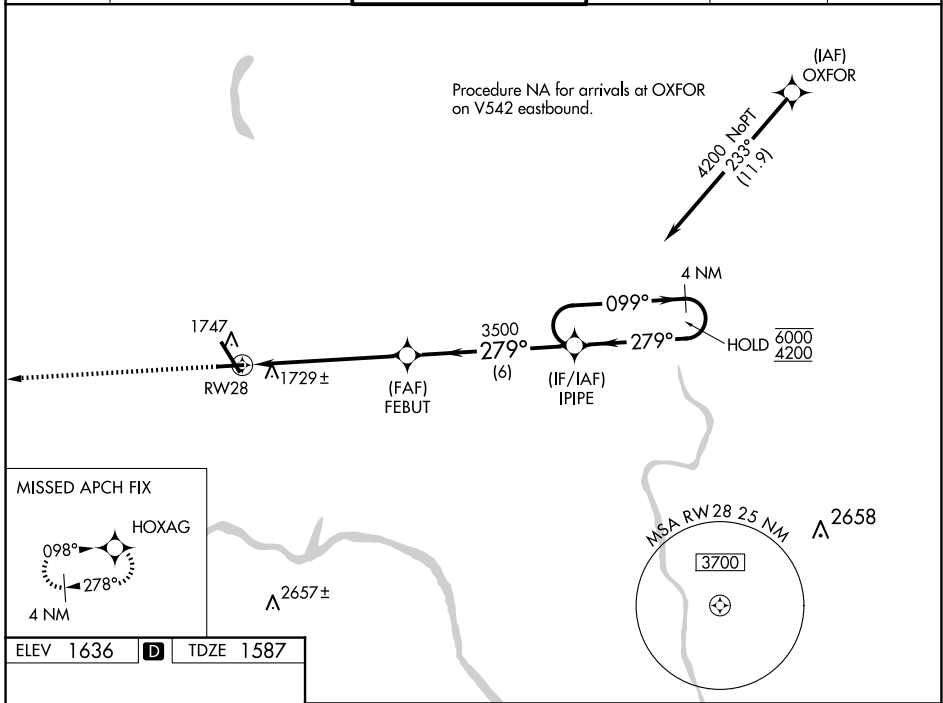 (IAF)
OXFOR
Procedure NA for arrivals at OXFOR
on V542 eastbound.
4200 NoPT
233°
(11.9)
4 NM
099°
1747
3500
279°
279°
HOLD
6000
4200
(6)
1729±
RW28
(FAF)
FEBUT
(IF/IAF)
IPIPE
MISSED APCH FIX
HOXAG
098°
278°
4 NM
2657±
MSA RW 28 25 NM
3700
2658
ELEV 1636
D
TDZE 1587